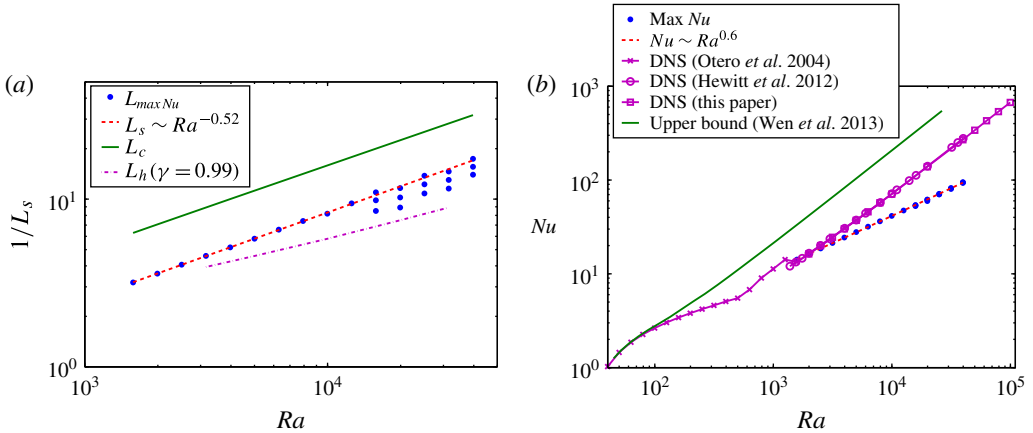 (a)
1/L_s
10^1
10^0
10^3
10^4
Ra
L_{maxNu}
L_s ∼ Ra^{−0.52}
L_c
L_h (γ = 0.99)
(b)
Nu
10^3
10^2
10^1
10^0
10^2
10^3
10^4
10^5
Ra
Max Nu
Nu ∼ Ra^{0.6}
DNS (Otero et al. 2004)
DNS (Hewitt et al. 2012)
DNS (this paper)
Upper bound (Wen et al. 2013)